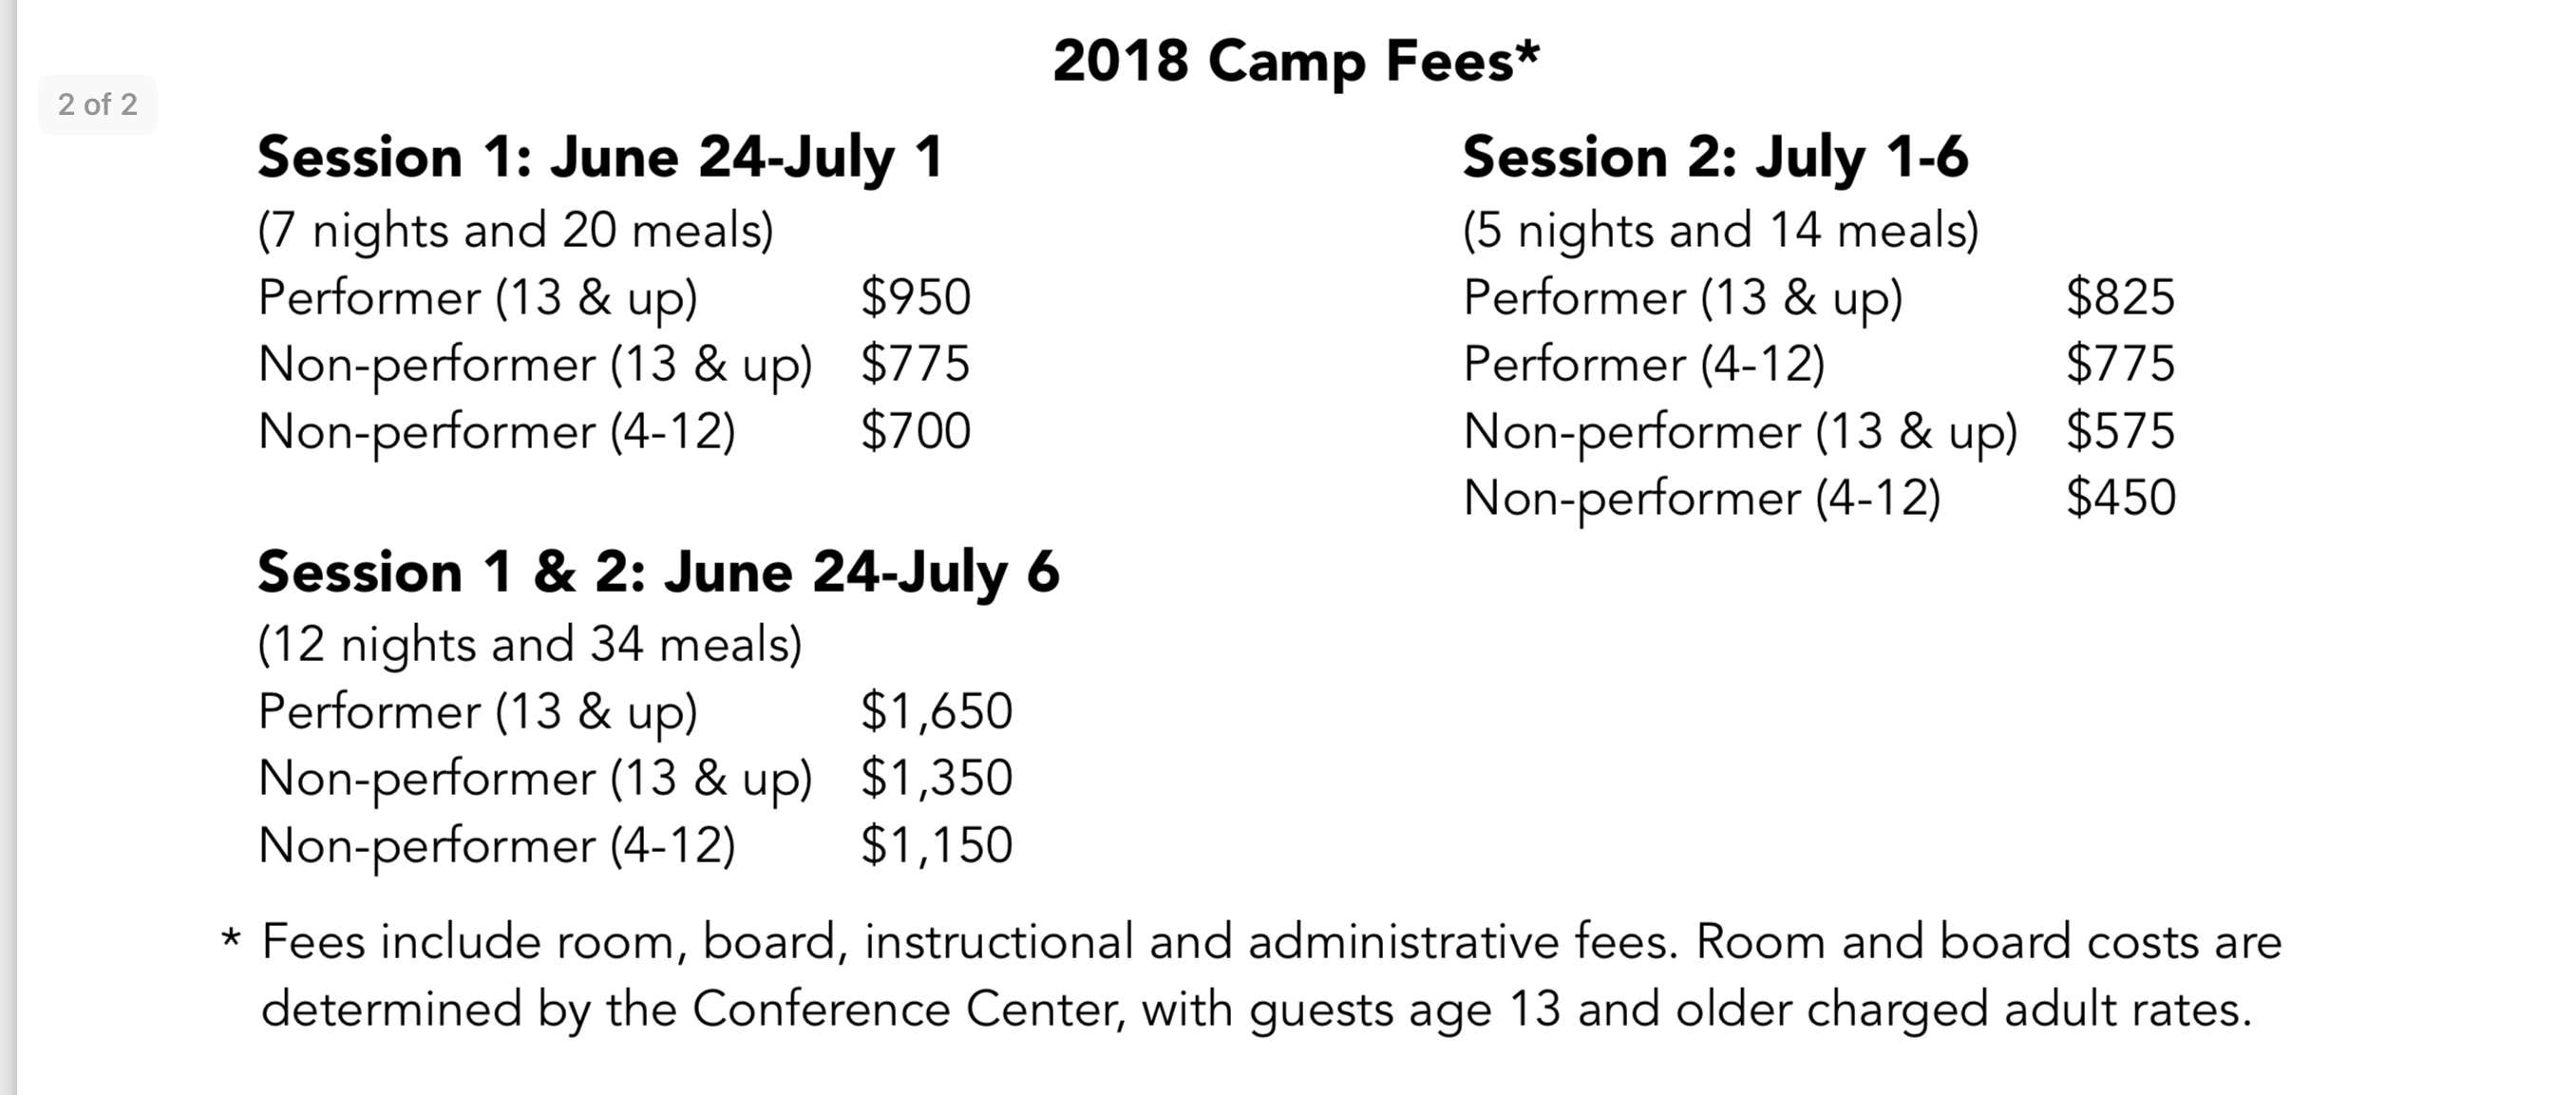 2018 Camp Fees*
2 of 2
Session 1: June 24-July 1
(7 nights and 20 meals)
Performer (13 & up) $950
Non-performer (13 & up) $775
Non-performer (4-12) $700
Session 2: July 1-6
(5 nights and 14 meals)
Performer (13 & up) $825
Performer (4-12) $775
Non-performer (13 & up) $575
Non-performer (4-12) $450
Session 1 & 2: June 24-July 6
(12 nights and 34 meals)
Performer (13 & up) $1,650
Non-performer (13 & up) $1,350
Non-performer (4-12) $1,150
* Fees include room, board, instructional and administrative fees. Room and board costs are
determined by the Conference Center, with guests age 13 and older charged adult rates.